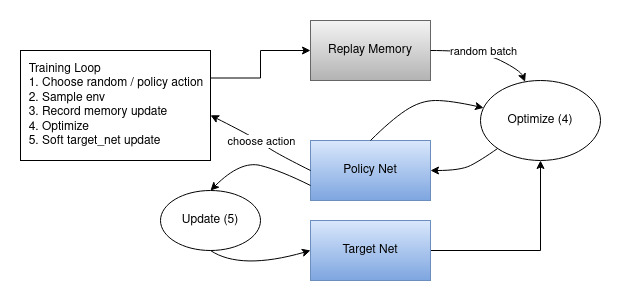 Training Loop
1. Choose random / policy action
2. Sample env
3. Record memory update
4. Optimize
5. Soft target_net update
Replay Memory
random batch
Optimize (4)
choose action
Policy Net
Update (5)
Target Net